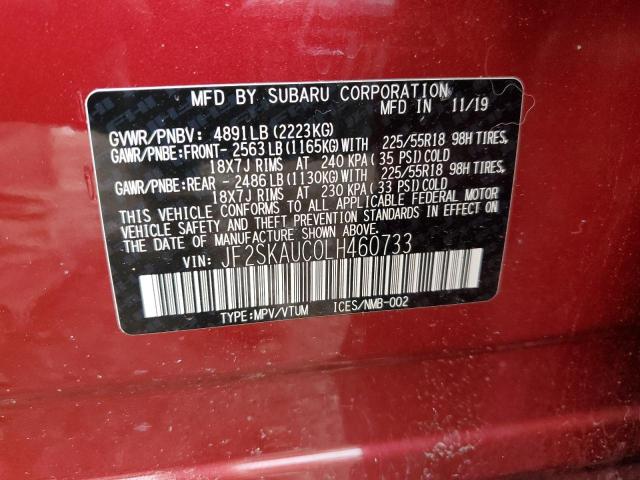 MFD BY SUBARU CORPORATION
MFD IN 11/19
GVWR/PNBV: 4891LB(2223KG)
GAWR/PNBE:FRONT- 2563LB(1165KG)WITH 225/55R18 98H TIRES,
18X7J RIMS AT 240 KPA(35 PSI)COLD
GAWR/PNBE:REAR - 2486LB(1130KG)WITH 225/55R18 98H TIRES,
18X7J RIMS AT 230 KPA(33 PSI)COLD
THIS VEHICLE CONFORMS TO ALL APPLICABLE FEDERAL MOTOR
VEHICLE SAFETY AND THEFT PREVENTION STANDARDS IN EFFECT ON
THE DATE OF MANUFACTURE SHOWN ABOVE.
VIN: JF2SKAUC0LH460733
TYPE:MPV/VTUM ICES/NMB-002